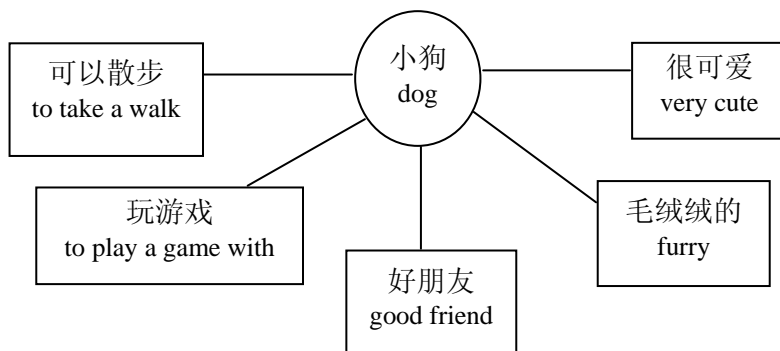 小狗
dog
可以散步
to take a walk
很可爱
very cute
玩游戏
to play a game with
毛绒绒的
furry
好朋友
good friend